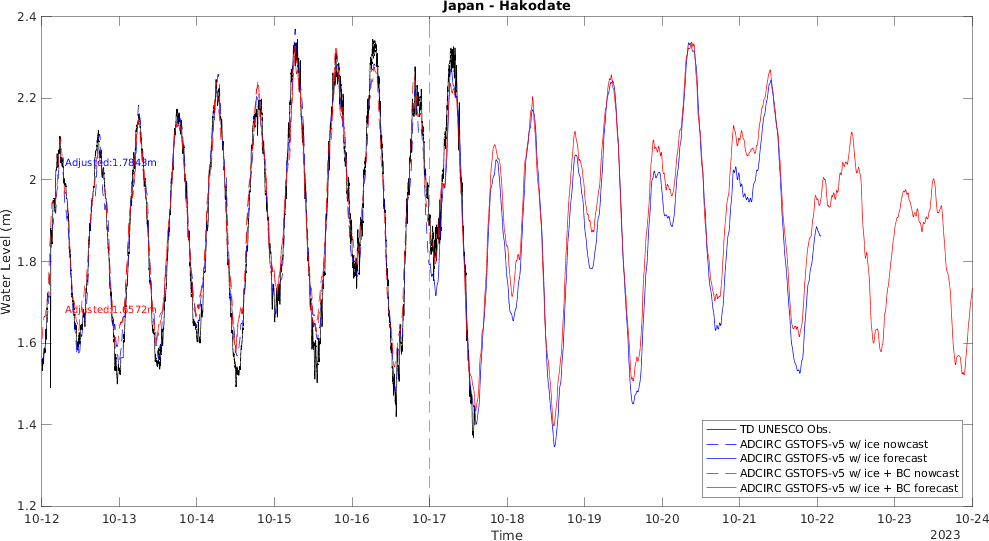 Japan - Hakodate
2.4
2.2
2
1.8
1.6
1.4
1.2
Water Level (m)
Adjusted:1.7843m
Adjusted:1.6572m
TD UNESCO Obs.
ADCIRC GSTOFS-v5 w/ ice nowcast
ADCIRC GSTOFS-v5 w/ ice forecast
ADCIRC GSTOFS-v5 w/ ice + BC nowcast
ADCIRC GSTOFS-v5 w/ ice + BC forecast
10-12 10-13 10-14 10-15 10-16 10-17 10-18 10-19 10-20 10-21 10-22 10-23 10-24
Time
2023